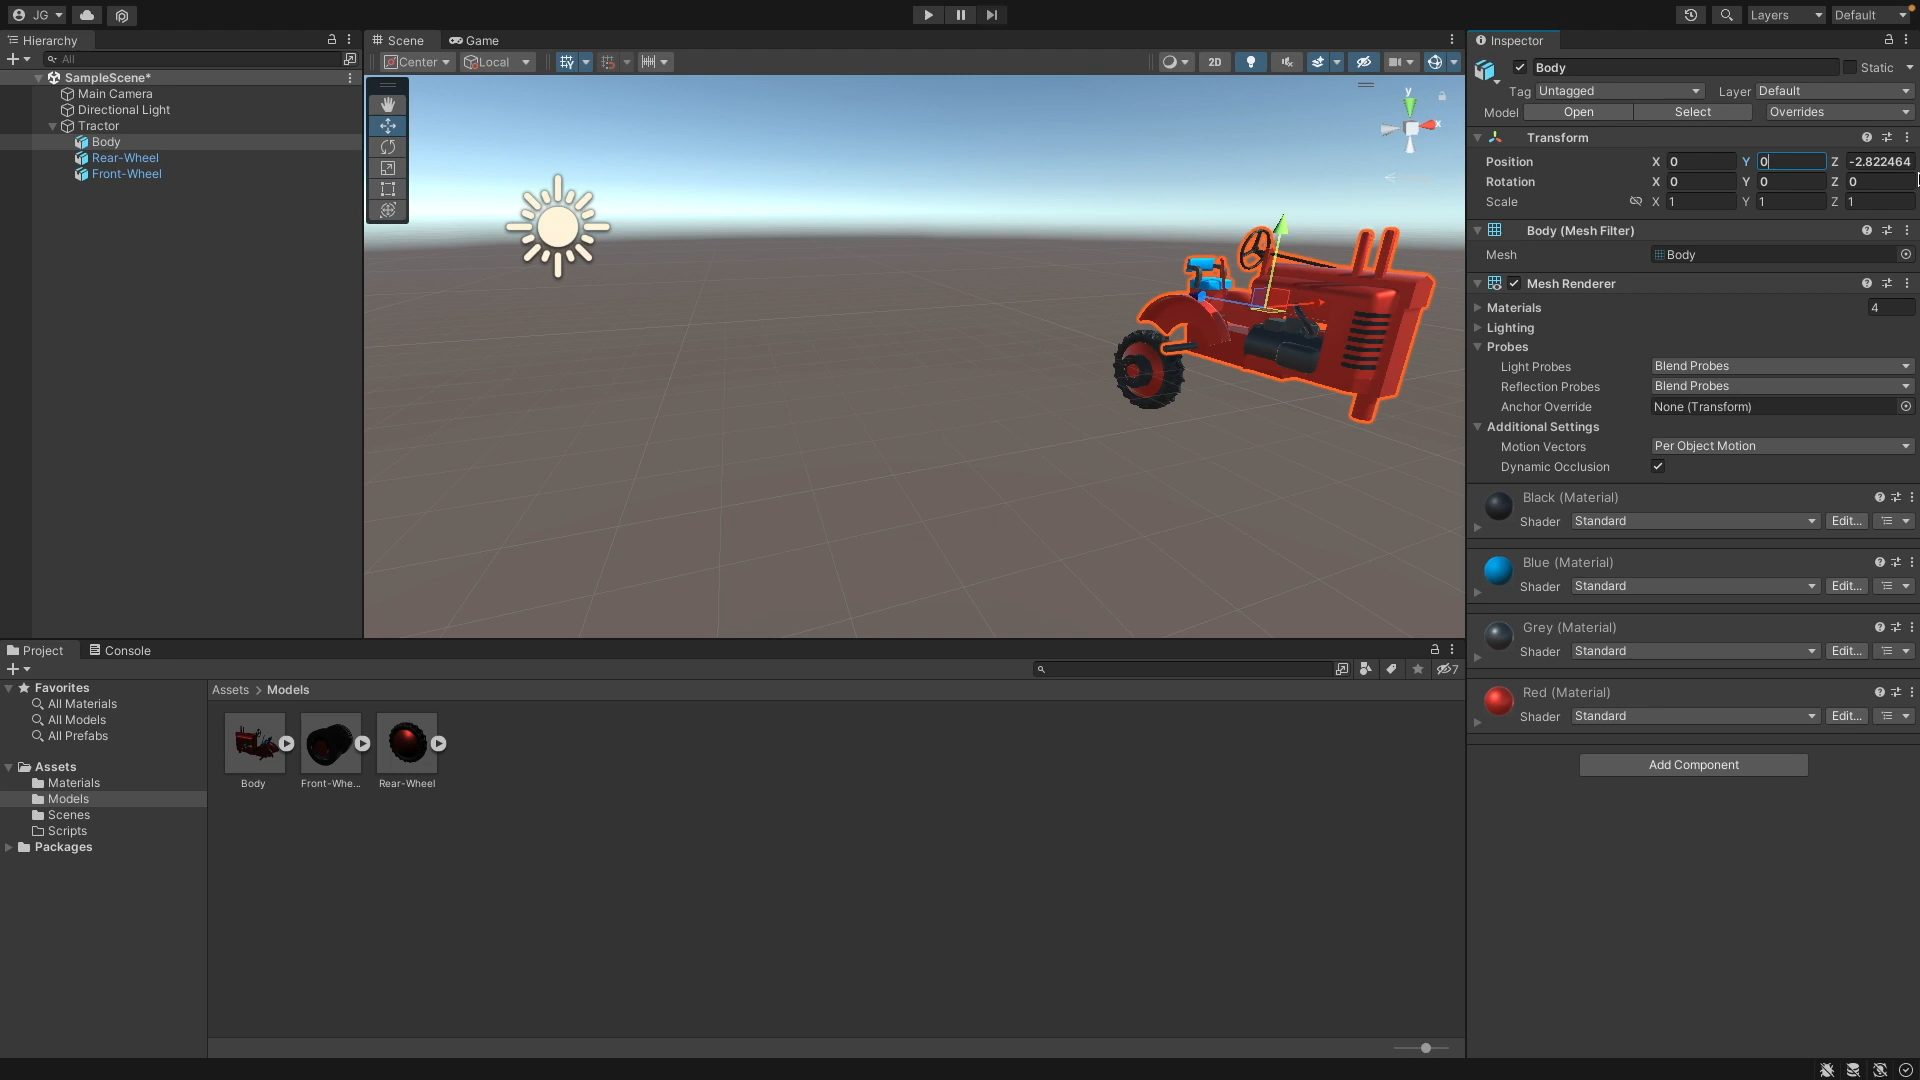 JG
Layers
Default
Hierarchy
All
SampleScene*
Main Camera
Directional Light
Tractor
Body
Rear-Wheel
Front-Wheel
Scene
Game
Center
Local
2D
y
x
Inspector
Body
Static
Tag Untagged
Layer Default
Model Open Select Overrides
Transform
Position X 0 Y 0 Z -2.822464
Rotation X 0 Y 0 Z 0
Scale X 1 Y 1 Z 1
Body (Mesh Filter)
Mesh Body
Mesh Renderer
Materials 4
Lighting
Probes
Light Probes Blend Probes
Reflection Probes Blend Probes
Anchor Override None (Transform)
Additional Settings
Motion Vectors Per Object Motion
Dynamic Occlusion
Black (Material)
Shader Standard Edit...
Blue (Material)
Shader Standard Edit...
Grey (Material)
Shader Standard Edit...
Red (Material)
Shader Standard Edit...
Add Component
Project
Console
7
Favorites
All Materials
All Models
All Prefabs
Assets
Materials
Models
Scenes
Scripts
Packages
Assets > Models
Body
Front-Whe...
Rear-Wheel